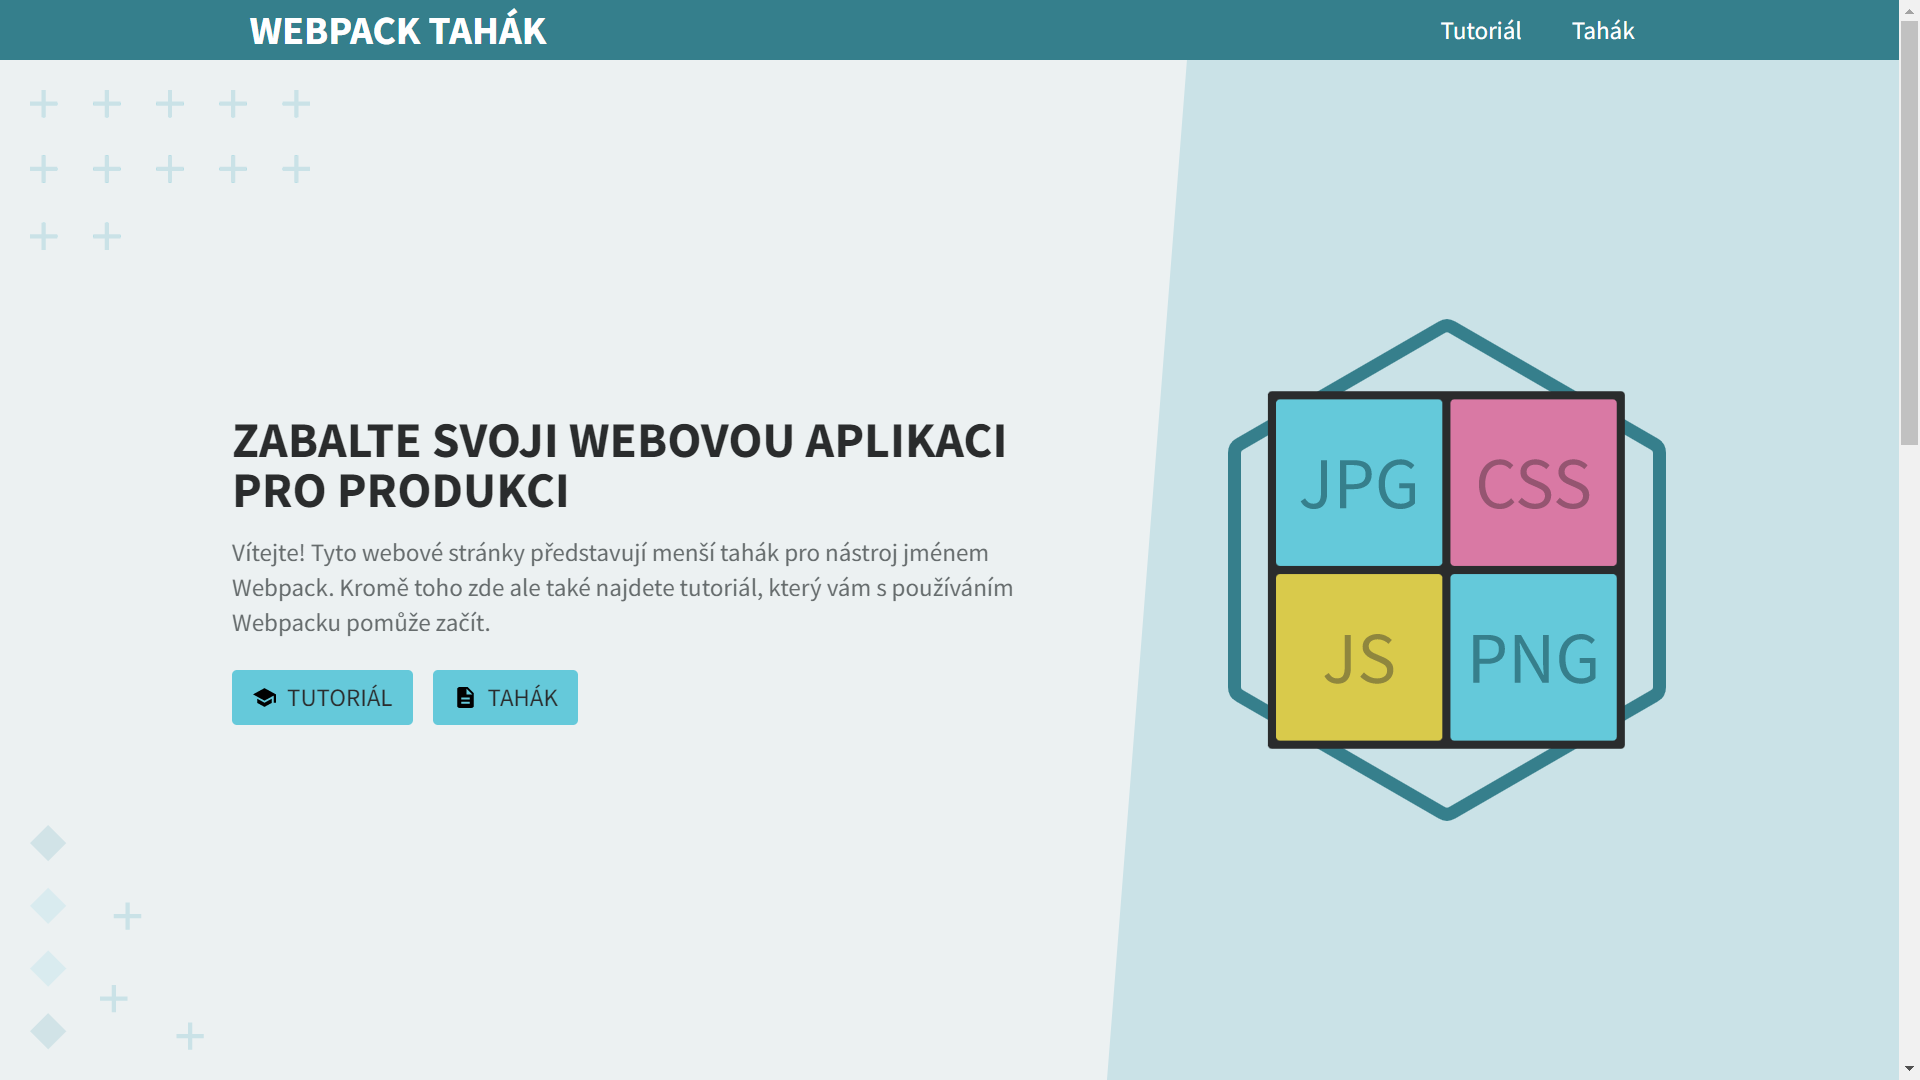 WEBPACK TAHÁK
Tutoriál
Tahák
ZABALTE SVOJI WEBOVOU APLIKACI
PRO PRODUKCI
Vítejte! Tyto webové stránky představují menší tahák pro nástroj jménem
Webpack. Kromě toho zde ale také najdete tutoriál, který vám s používáním
Webpacku pomůže začít.
TUTORIÁL
TAHÁK
JPG
CSS
JS
PNG